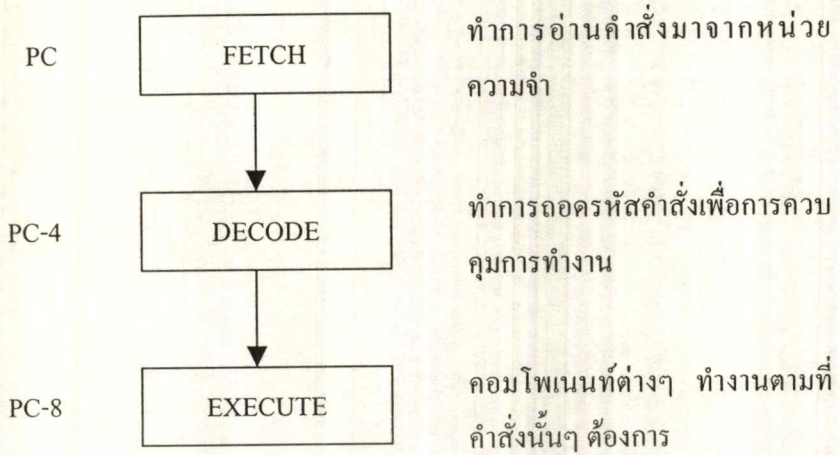 PC
FETCH
ทำการอ่านคำสั่งมาจากหน่วย
ความจำ
PC-4
DECODE
ทำการถอดรหัสคำสั่งเพื่อการควบ
คุมการทำงาน
PC-8
EXECUTE
คอมโพเนนท์ต่างๆ ทำงานตามที่
คำสั่งนั้นๆ ต้องการ